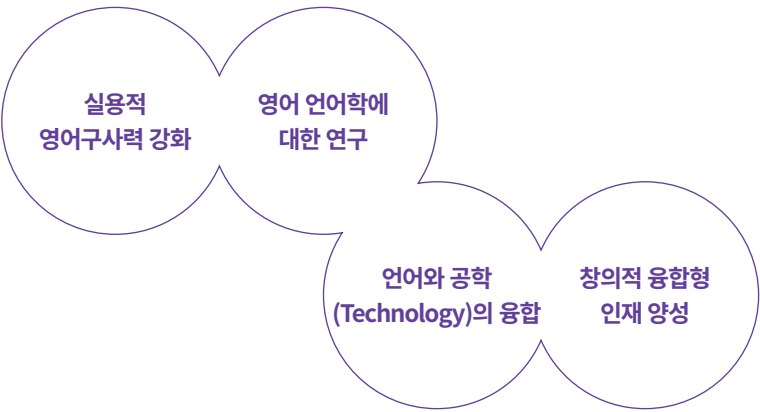 실용적
영어구사력 강화
영어 언어학에
대한 연구
언어와 공학
(Technology)의 융합
창의적 융합형
인재 양성